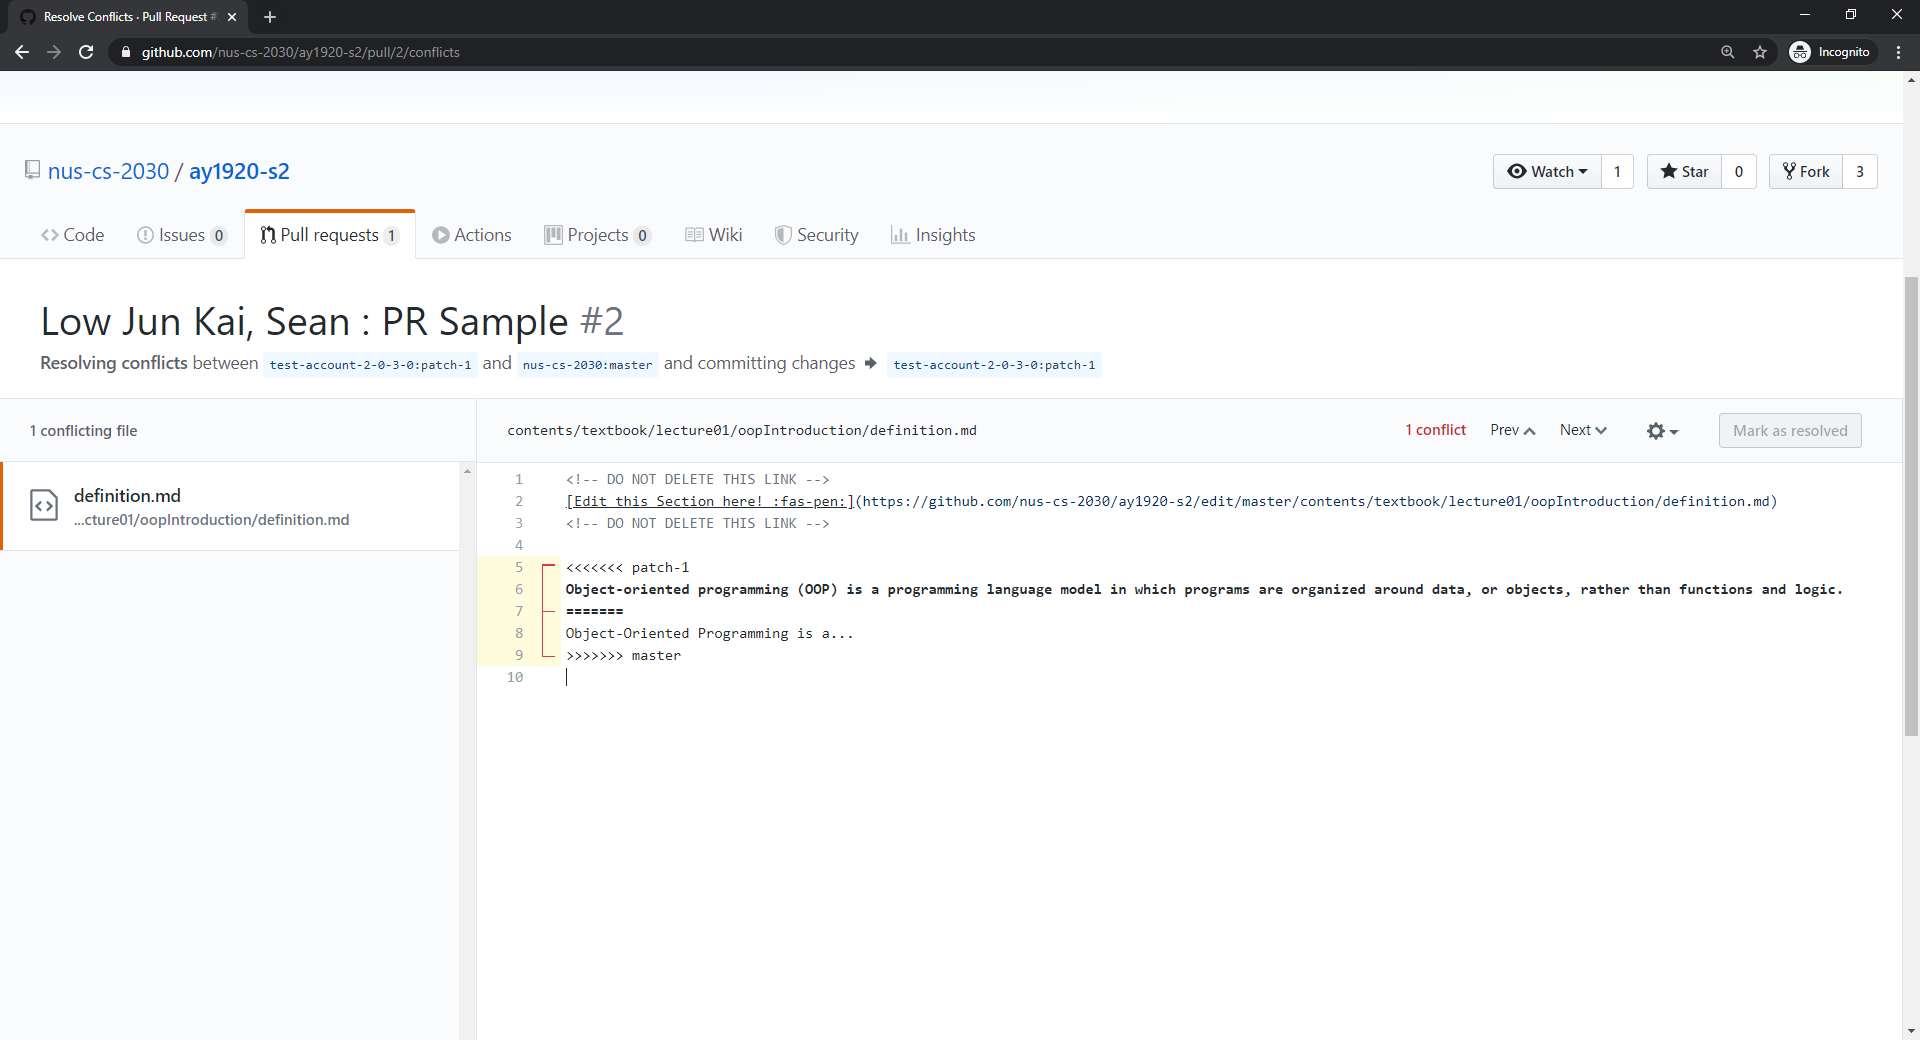 Resolve Conflicts · Pull Request #
github.com/nus-cs-2030/ay1920-s2/pull/2/conflicts
Incognito
nus-cs-2030 / ay1920-s2
Watch 1
Star 0
Fork 3
Code
Issues 0
Pull requests 1
Actions
Projects 0
Wiki
Security
Insights
Low Jun Kai, Sean : PR Sample #2
Resolving conflicts between test-account-2-0-3-0:patch-1 and nus-cs-2030:master and committing changes test-account-2-0-3-0:patch-1
1 conflicting file
contents/textbook/lecture01/oopIntroduction/definition.md
1 conflict
Prev
Next
Mark as resolved
definition.md
...cture01/oopIntroduction/definition.md
1 <!-- DO NOT DELETE THIS LINK -->
2 [Edit this Section here! :fas-pen:](https://github.com/nus-cs-2030/ay1920-s2/edit/master/contents/textbook/lecture01/oopIntroduction/definition.md)
3 <!-- DO NOT DELETE THIS LINK -->
4
5 <<<<<<< patch-1
6 Object-oriented programming (OOP) is a programming language model in which programs are organized around data, or objects, rather than functions and logic.
7 =======
8 Object-Oriented Programming is a...
9 >>>>>>> master
10